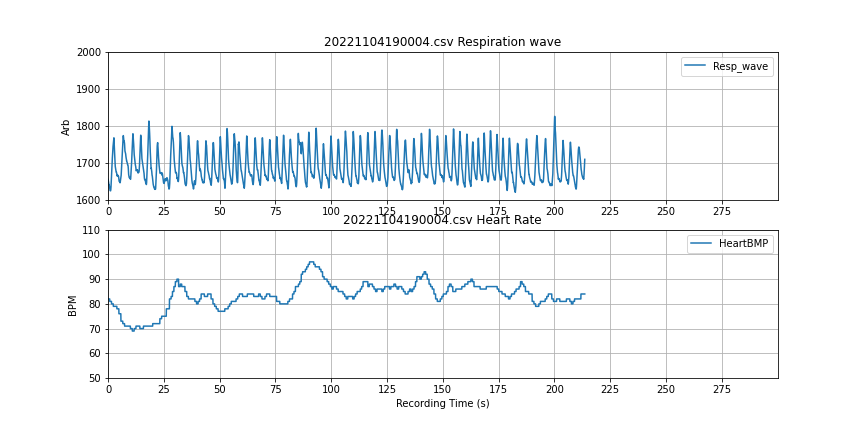 20221104190004.csv Respiration wave
2000
1900
1800
1700
1600
Arb
Resp_wave
0 25 50 75 100 125 150 175 200 225 250 275
20221104190004.csv Heart Rate
110
100
90
80
70
60
50
BPM
HeartBMP
0 25 50 75 100 125 150 175 200 225 250 275
Recording Time (s)